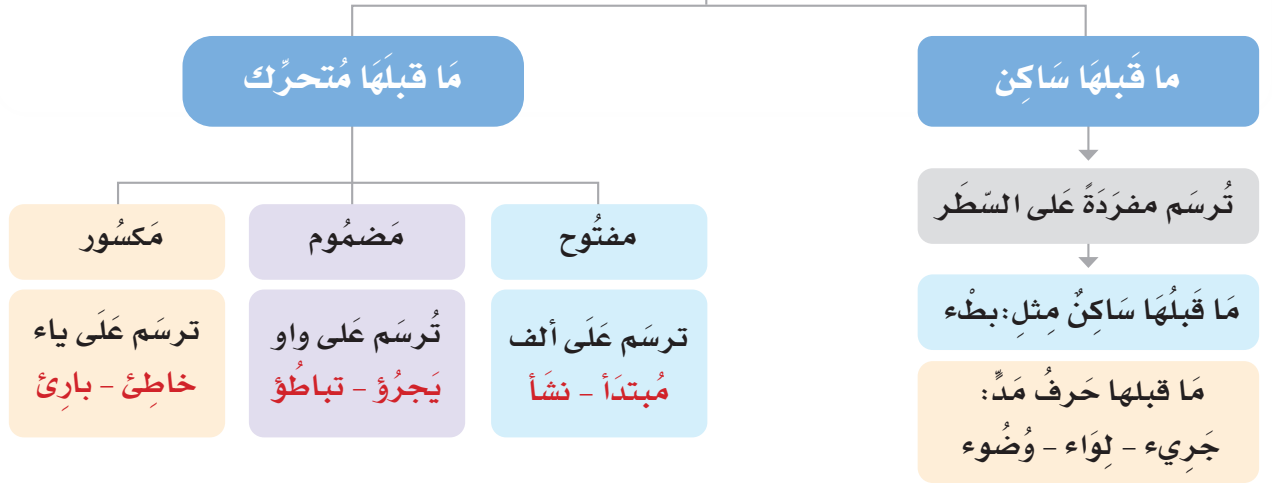 ما قَبلهَا سَاكِن
تُرسَم مفرَدَةً عَلى السّطَر
مَا قَبلُهَا سَاكِنٌ مِثلِ: بطْء
مَا قبلها حَرفُ مَدٍّ:
جَرِيء – لِوَاء – وُضُوء
مَا قبلَهَا مُتحرِّك
مفتُوح
ترسَم عَلَى ألف
مُبتدَأ – نشَأ
مَضمُوم
تُرسَم عَلى واو
يَجرُؤ – تباطُؤ
مَكسُور
ترسَم عَلَى ياء
خاطِئ – بارِئ